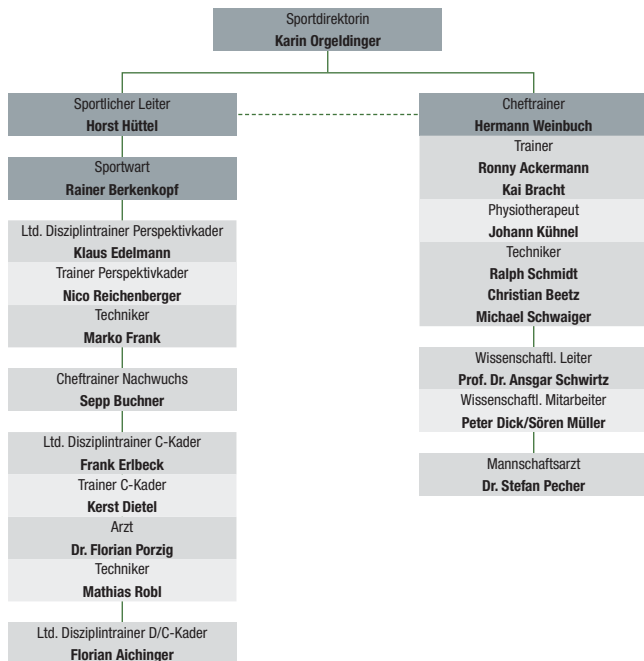 Sportdirektorin
Karin Orgeldinger
Sportlicher Leiter
Horst Hüttel
Sportwart
Rainer Berkenkopf
Ltd. Disziplintrainer Perspektivkader
Klaus Edelmann
Trainer Perspektivkader
Nico Reichenberger
Techniker
Marko Frank
Cheftrainer Nachwuchs
Sepp Buchner
Ltd. Disziplintrainer C-Kader
Frank Erlbeck
Trainer C-Kader
Kerst Dietel
Arzt
Dr. Florian Porzig
Techniker
Mathias Robl
Ltd. Disziplintrainer D/C-Kader
Florian Aichinger
Cheftrainer
Hermann Weinbuch
Trainer
Ronny Ackermann
Kai Bracht
Physiotherapeut
Johann Kühnel
Techniker
Ralph Schmidt
Christian Beetz
Michael Schwaiger
Wissenschaftl. Leiter
Prof. Dr. Ansgar Schwirtz
Wissenschaftl. Mitarbeiter
Peter Dick/Sören Müller
Mannschaftsarzt
Dr. Stefan Pecher